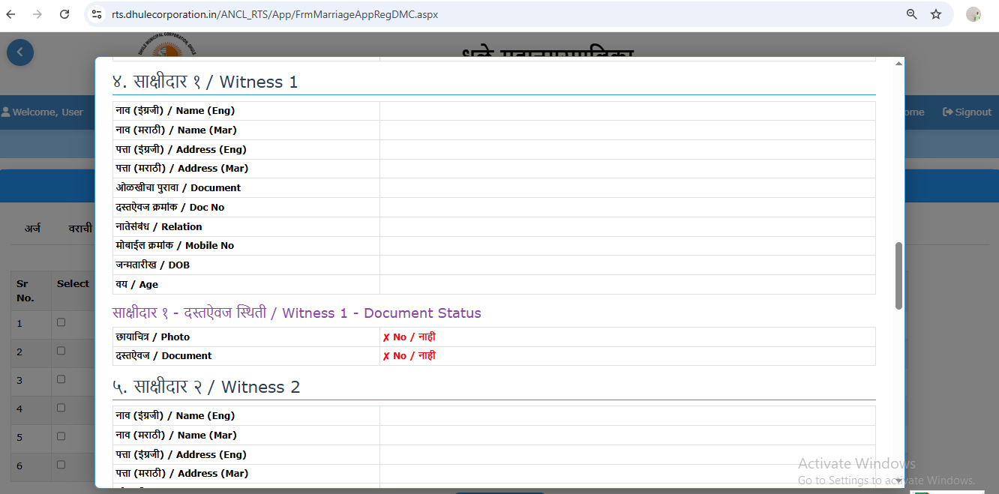 rts.dhulecorporation.in/ANCL_RTS/App/FrmMarriageAppRegDMC.aspx
Welcome, User
Signout
४. साक्षीदार १ / Witness 1
नाव (इंग्रजी) / Name (Eng)
नाव (मराठी) / Name (Mar)
पत्ता (इंग्रजी) / Address (Eng)
पत्ता (मराठी) / Address (Mar)
ओळखीचा पुरावा / Document
दस्तऐवज क्रमांक / Doc No
नातेसंबंध / Relation
मोबाईल क्रमांक / Mobile No
जन्मतारीख / DOB
वय / Age
साक्षीदार १ - दस्तऐवज स्थिती / Witness 1 - Document Status
छायाचित्र / Photo ✗ No / नाही
दस्तऐवज / Document ✗ No / नाही
५. साक्षीदार २ / Witness 2
नाव (इंग्रजी) / Name (Eng)
नाव (मराठी) / Name (Mar)
पत्ता (इंग्रजी) / Address (Eng)
पत्ता (मराठी) / Address (Mar)
अर्ज वराची
Sr No. Select
1
2
3
4
5
6
Activate Windows
Go to Settings to activate Windows.